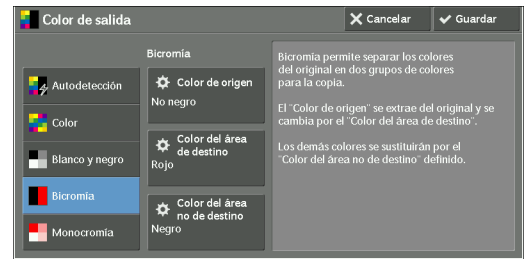 Color de salida
Cancelar
Guardar
Autodetección
Color
Blanco y negro
Bicromía
Monocromía
Bicromía
Color de origen
No negro
Color del área
de destino
Rojo
Color del área
no de destino
Negro
Bicromía permite separar los colores
del original en dos grupos de colores
para la copia.
El "Color de origen" se extrae del original y se
cambia por el "Color del área de destino".
Los demás colores se sustituirán por el
"Color del área no de destino" definido.